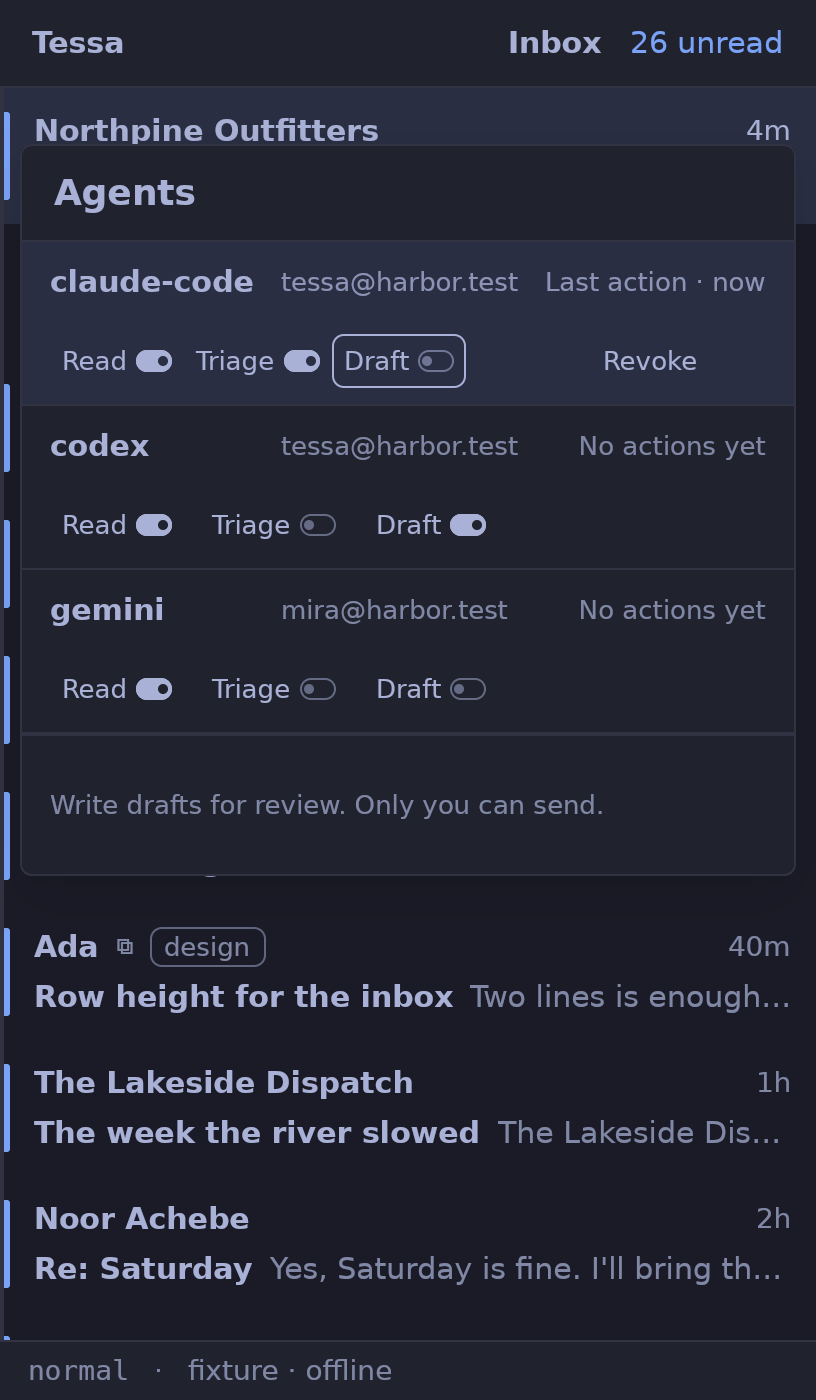 Tessa Inbox 26 unread
Northpine Outfitters 4m
Agents
claude-code tessa@harbor.test Last action · now
Read Triage Draft Revoke
codex tessa@harbor.test No actions yet
Read Triage Draft
gemini mira@harbor.test No actions yet
Read Triage Draft
Write drafts for review. Only you can send.
Ada design 40m
Row height for the inbox Two lines is enough…
The Lakeside Dispatch 1h
The week the river slowed The Lakeside Dis…
Noor Achebe 2h
Re: Saturday Yes, Saturday is fine. I'll bring th…
normal · fixture · offline